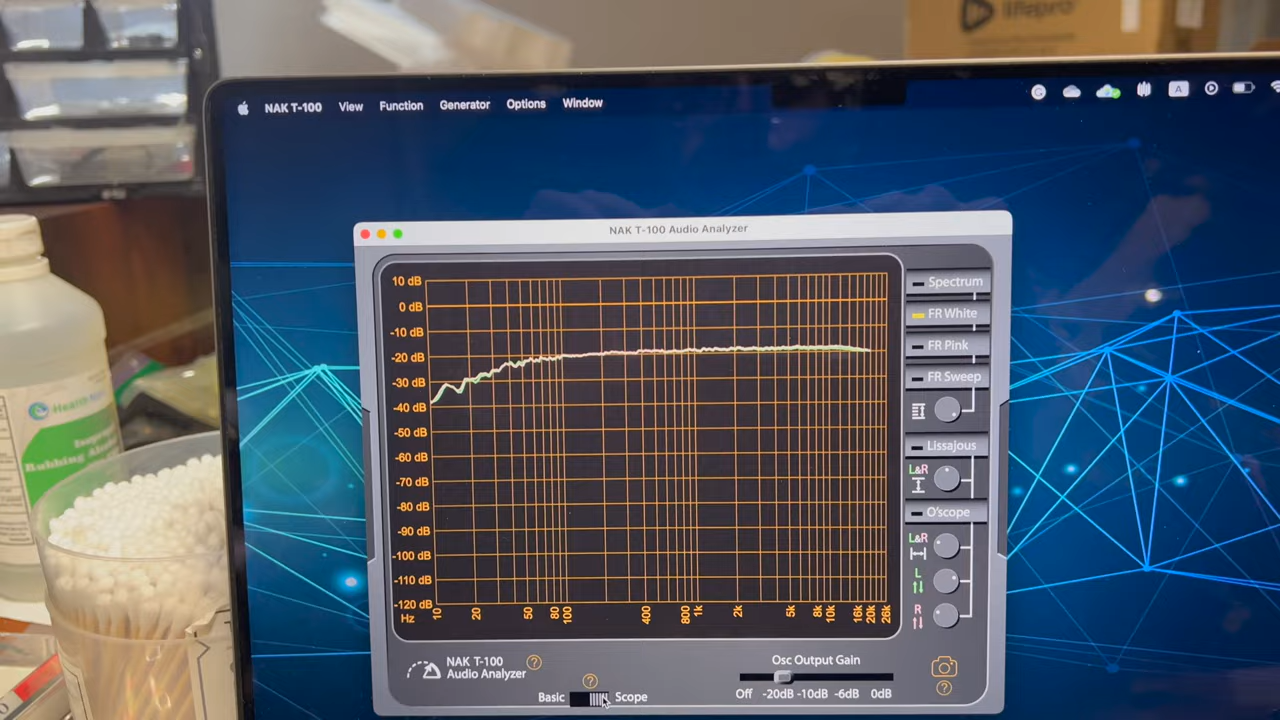 lifepro
NAK T-100 View Function Generator Options Window
A
NAK T-100 Audio Analyzer
10 dB
0 dB
-10 dB
-20 dB
-30 dB
-40 dB
-50 dB
-60 dB
-70 dB
-80 dB
-90 dB
-100 dB
-110 dB
-120 dB
Hz 10 20 50 80 100 400 800 1k 2k 5k 8k 10k 16k 20k 26k
Spectrum
FR White
FR Pink
FR Sweep
Lissajous
L&R
O'scope
L&R
L
R
NAK T-100 ?
Audio Analyzer
?
Basic Scope
Osc Output Gain
Off -20dB -10dB -6dB 0dB
?
Rubbing